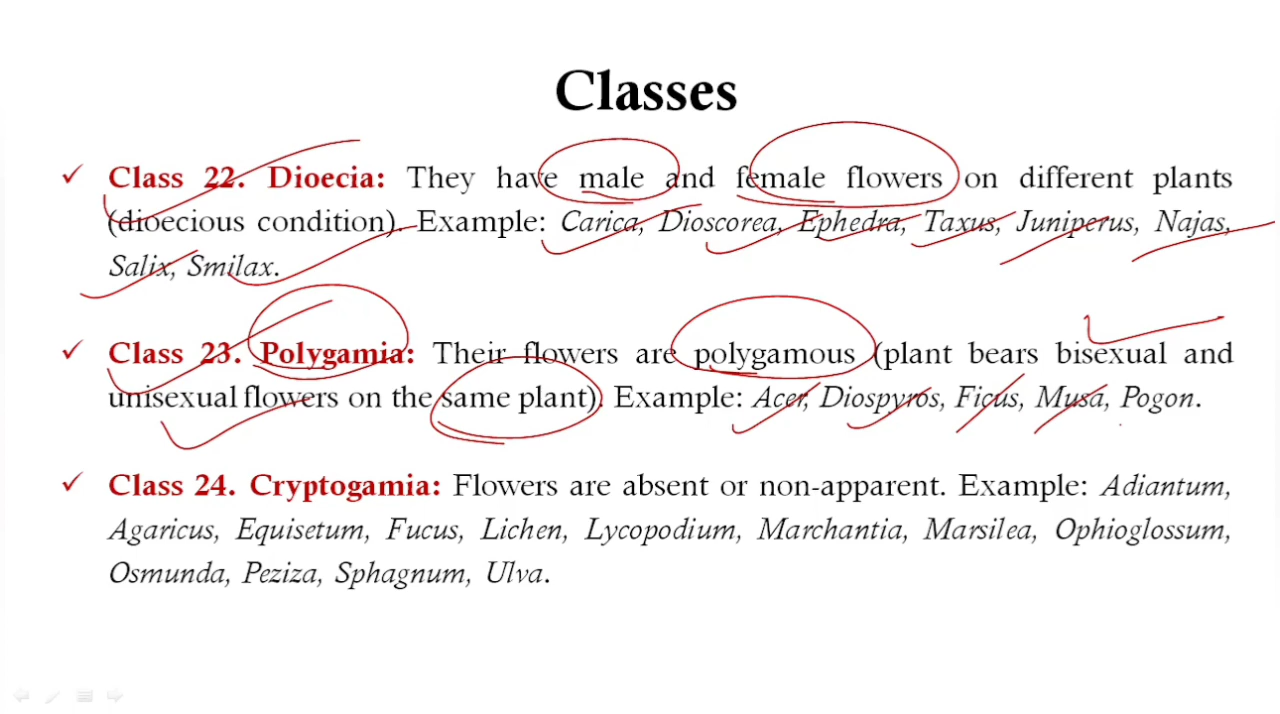 Classes
✓ Class 22. Dioecia: They have male and female flowers on different plants
(dioecious condition). Example: Carica, Dioscorea, Ephedra, Taxus, Juniperus, Najas,
Salix, Smilax.
✓ Class 23. Polygamia: Their flowers are polygamous (plant bears bisexual and
unisexual flowers on the same plant). Example: Acer, Diospyros, Ficus, Musa, Pogon.
✓ Class 24. Cryptogamia: Flowers are absent or non-apparent. Example: Adiantum,
Agaricus, Equisetum, Fucus, Lichen, Lycopodium, Marchantia, Marsilea, Ophioglossum,
Osmunda, Peziza, Sphagnum, Ulva.